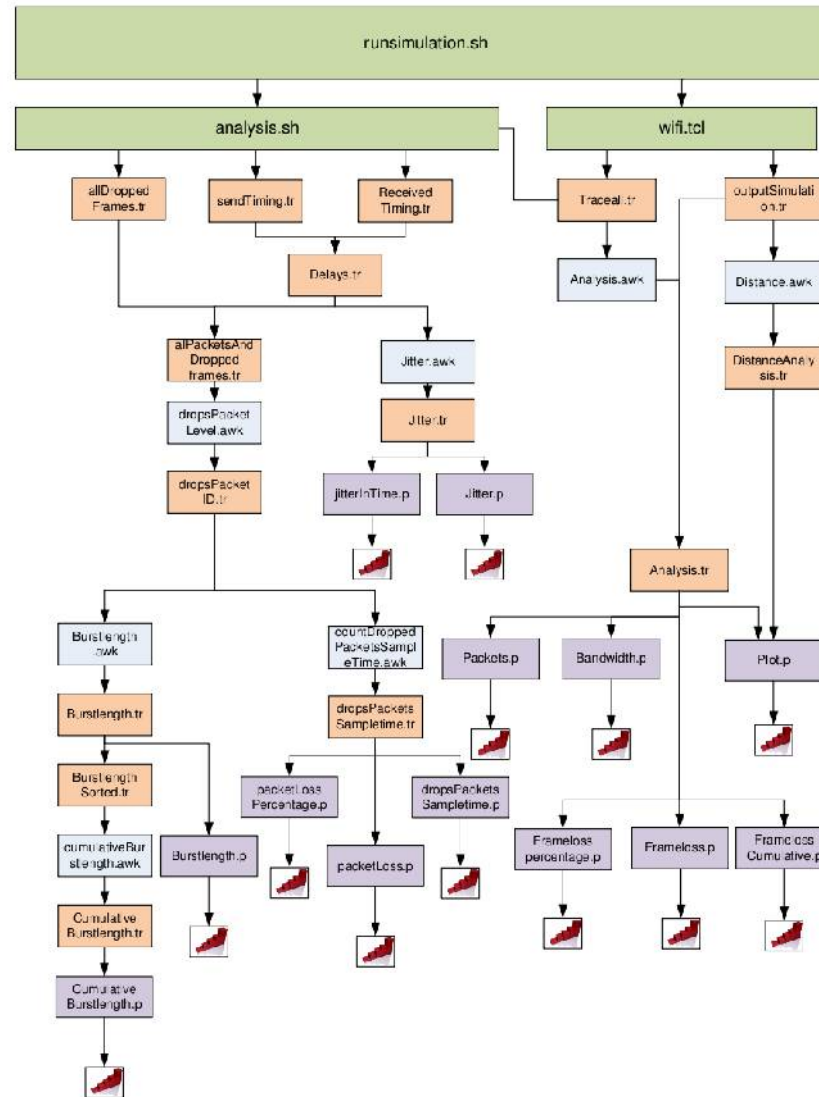 runsimulation.sh
analysis.sh
wifi.tcl
allDropped
Frames.tr
sendTiming.tr
Received
Timing.tr
Traceall.tr
outputSimulati
on.tr
Delays.tr
Analysis.awk
Distance.awk
alPacketsAnd
Dropped
frames.tr
Jitter.awk
DistanceAnaly
sis.tr
dropsPacket
Level.awk
Jitter.tr
dropsPacket
ID.tr
jitterInTime.p
Jitter.p
Analysis.tr
Burstlength
.awk
countDropped
PacketsSampl
eTime.awk
Packets.p
Bandwidth.p
Plot.p
Burstlength.tr
dropsPackets
Sampletime.tr
Burstlength
Sorted.tr
packetLoss
Percentage.p
dropsPackets
Sampletime.p
cumulativeBur
stlength.awk
Burstlength.p
packetLoss.p
Frameloss
percentage.p
Frameloss.p
Frameloss
Cumulative.p
Cumulative
Burstlength.tr
Cumulative
Burstlength.p